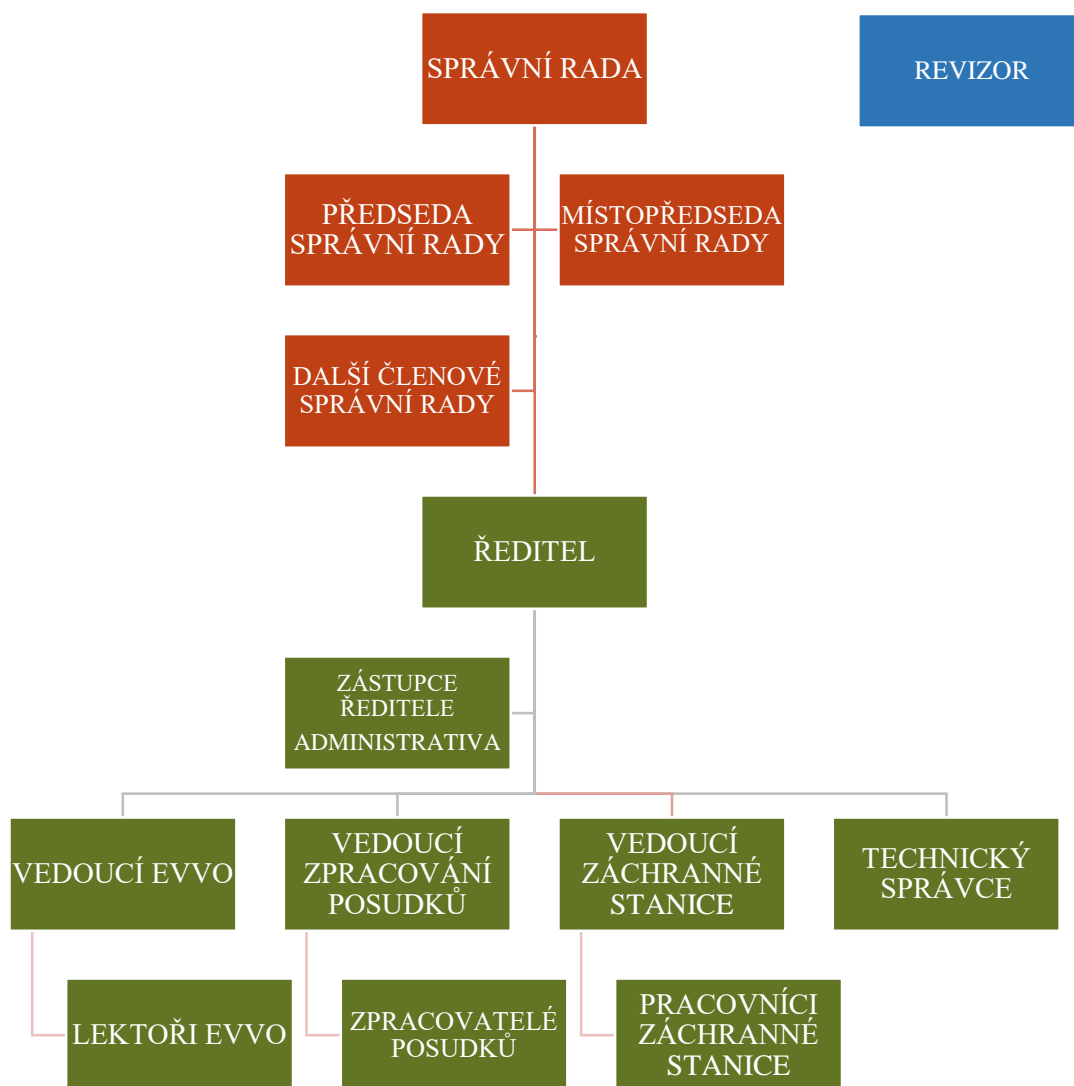 SPRÁVNÍ RADA
REVIZOR
PŘEDSEDA
SPRÁVNÍ RADY
MÍSTOPŘEDSEDA
SPRÁVNÍ RADY
DALŠÍ ČLENOVÉ
SPRÁVNÍ RADY
ŘEDITEL
ZÁSTUPCE
ŘEDITELE
ADMINISTRATIVA
VEDOUCÍ EVVO
VEDOUCÍ
ZPRACOVÁNÍ
POSUDKŮ
VEDOUCÍ
ZÁCHRANNÉ
STANICE
TECHNICKÝ
SPRÁVCE
LEKTOŘI EVVO
ZPRACOVATELÉ
POSUDKŮ
PRACOVNÍCI
ZÁCHRANNÉ
STANICE